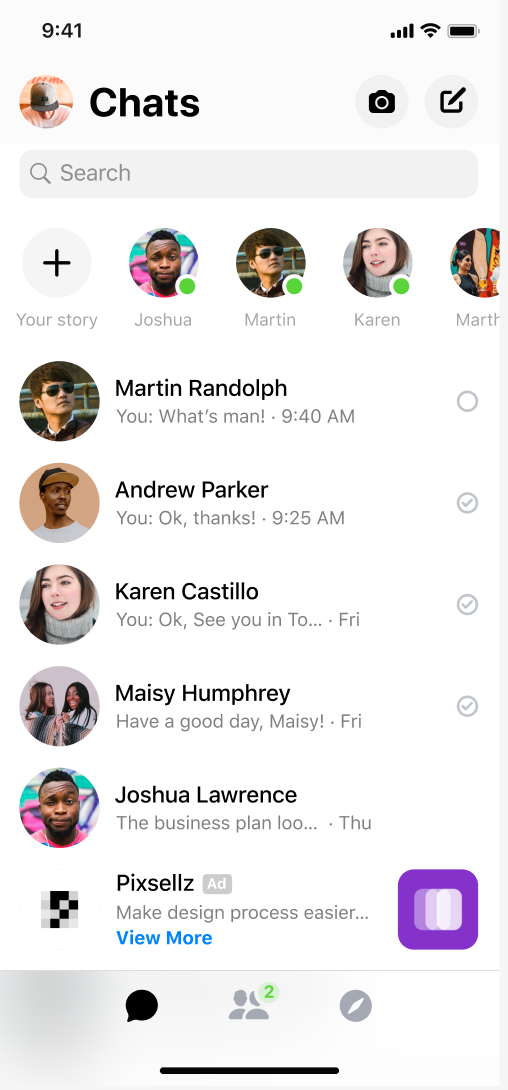 9:41
Chats
Search
Your story
Joshua
Martin
Karen
Marth
Martin Randolph
You: What’s man! · 9:40 AM
Andrew Parker
You: Ok, thanks! · 9:25 AM
Karen Castillo
You: Ok, See you in To... · Fri
Maisy Humphrey
Have a good day, Maisy! · Fri
Joshua Lawrence
The business plan loo... · Thu
Pixsellz Ad
Make design process easier...
View More
2